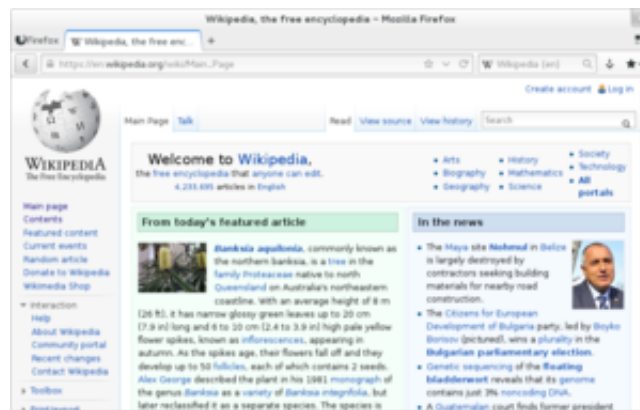 Wikipedia, the free encyclopedia - Mozilla Firefox
Firefox
Wikipedia, the free enc...
https://en.wikipedia.org/wiki/Main_Page
Wikipedia (en)
Create account Log in
Main Page Talk
Read View source View history
Search
WIKIPEDIA
The Free Encyclopedia
Main page
Contents
Featured content
Current events
Random article
Donate to Wikipedia
Wikimedia Shop
Interaction
Help
About Wikipedia
Community portal
Recent changes
Contact Wikipedia
Toolbox
Welcome to Wikipedia,
the free encyclopedia that anyone can edit.
articles in English
Arts
Biography
Geography
History
Mathematics
Science
Society
Technology
All
portals
From today's featured article
Banksia aquilonia, commonly known as
the northern banksia, is a tree in the
family Proteaceae native to north
Queensland on Australia's northeastern
coastline. With an average height of 8 m
(26 ft), it has narrow glossy green leaves up to 20 cm
(7.9 in) long and 6 to 10 cm (2.4 to 3.9 in) high pale yellow
flower spikes, known as inflorescences, appearing in
autumn. As the spikes age, their flowers fall off and they
develop up to 50 follicles, each of which contains 2 seeds.
Alex George described the plant in his 1981 monograph of
the genus Banksia as a variety of Banksia integrifolia, but
later reclassified it as a separate species. The species is
In the news
The Maya site Nohmul in Belize
is largely destroyed by
contractors seeking building
materials for nearby road
construction.
The Citizens for European
Development of Bulgaria party, led by Boyko
Borisov (pictured), wins a plurality in the
Bulgarian parliamentary election.
Genetic sequencing of the floating
bladderwort reveals that its genome
contains just 3% noncoding DNA.
A Guatemalan court finds former president